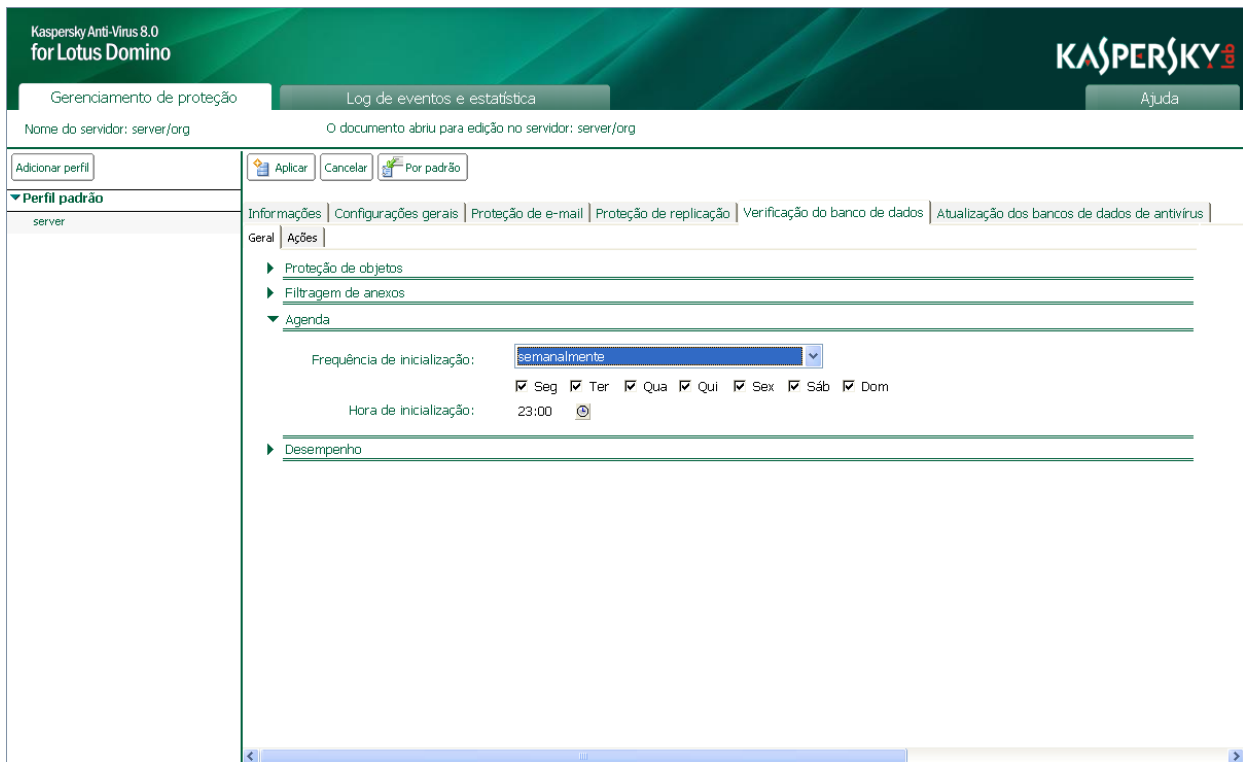 Kaspersky Anti-Virus 8.0
for Lotus Domino
KASPERSKY lab
Gerenciamento de proteção
Log de eventos e estatística
Ajuda
Nome do servidor: server/org
O documento abriu para edição no servidor: server/org
Adicionar perfil
Aplicar
Cancelar
Por padrão
Perfil padrão
server
Informações
Configurações gerais
Proteção de e-mail
Proteção de replicação
Verificação do banco de dados
Atualização dos bancos de dados de antivírus
Geral
Ações
Proteção de objetos
Filtragem de anexos
Agenda
Frequência de inicialização:
semanalmente
Seg Ter Qua Qui Sex Sáb Dom
Hora de inicialização:
23:00
Desempenho